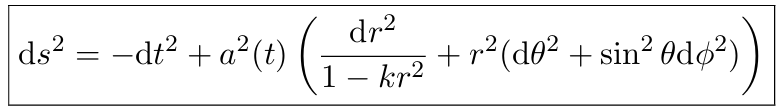 ds² = −dt² + a²(t) ( dr² / (1 − kr²) + r²(dθ² + sin² θdϕ²) )